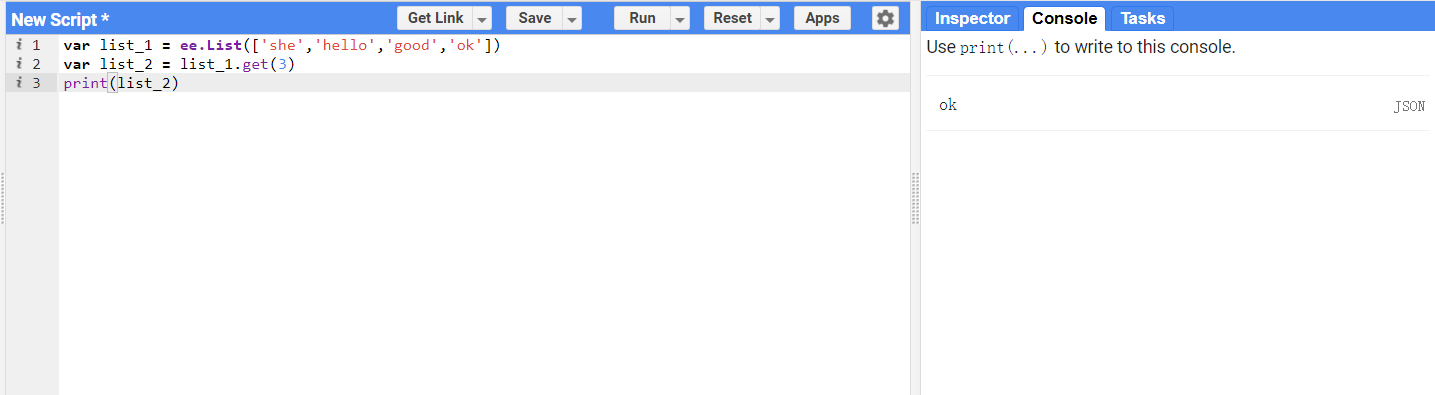 New Script *
Get Link
Save
Run
Reset
Apps
i 1 var list_1 = ee.List(['she','hello','good','ok'])
i 2 var list_2 = list_1.get(3)
i 3 print(list_2)
Inspector
Console
Tasks
Use print(...) to write to this console.
ok
JSON